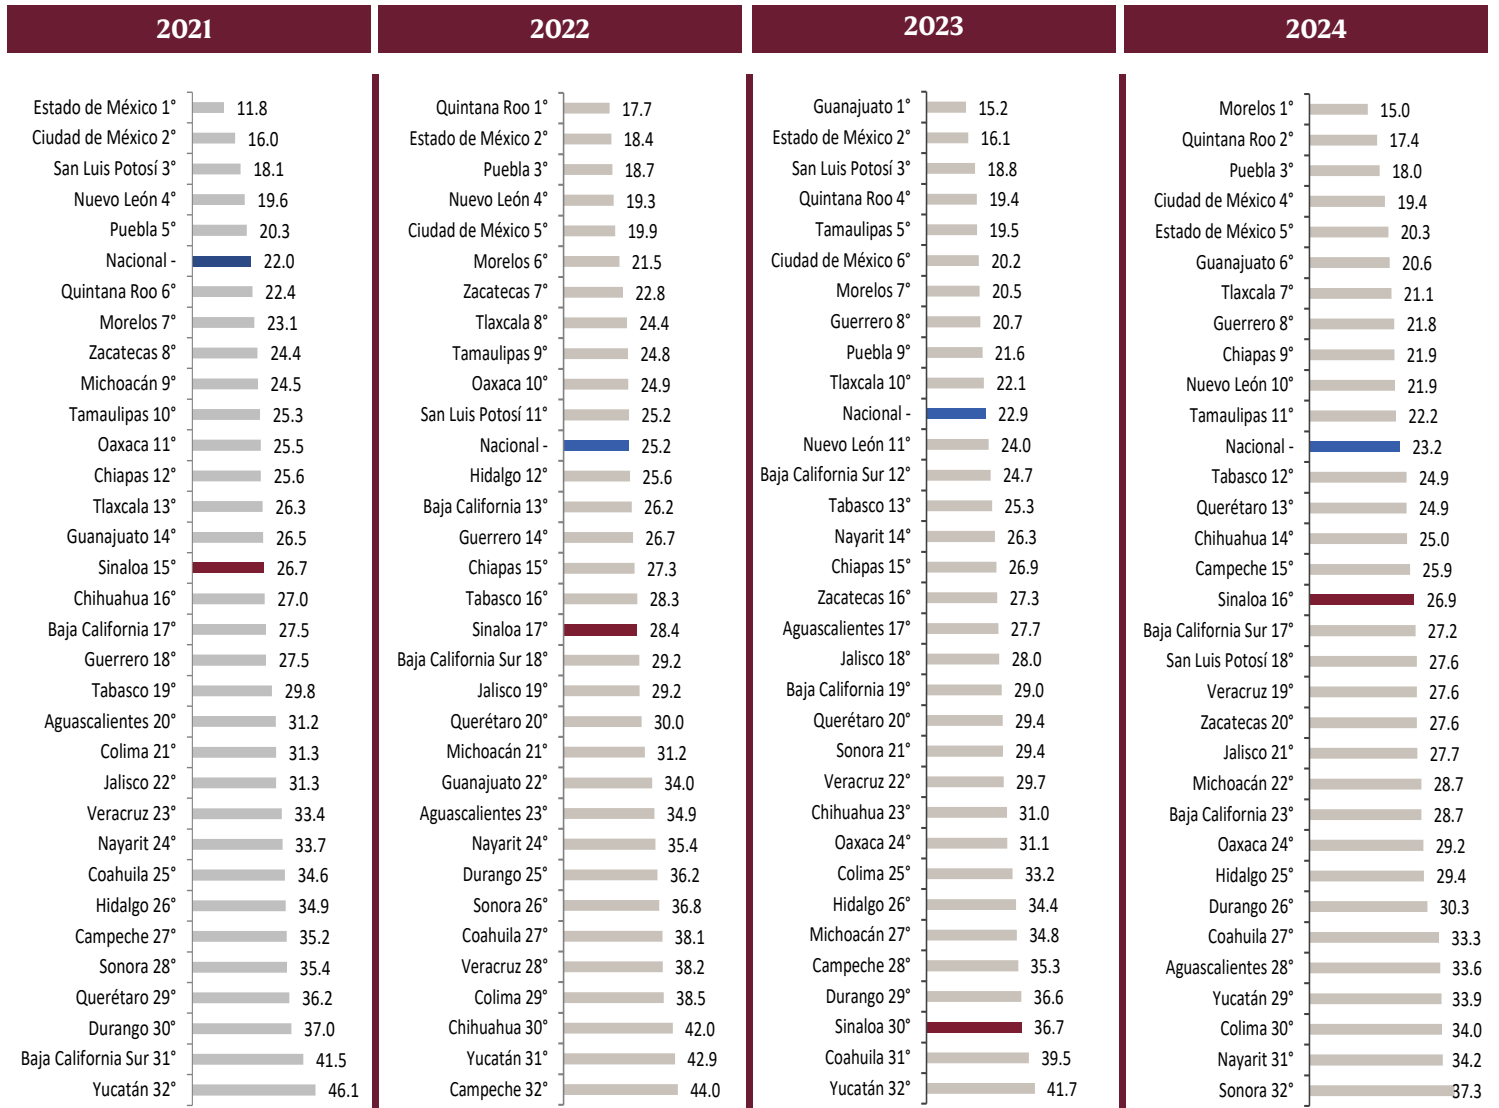 2021
Estado de México 1° 11.8
Ciudad de México 2° 16.0
San Luis Potosí 3° 18.1
Nuevo León 4° 19.6
Puebla 5° 20.3
Nacional - 22.0
Quintana Roo 6° 22.4
Morelos 7° 23.1
Zacatecas 8° 24.4
Michoacán 9° 24.5
Tamaulipas 10° 25.3
Oaxaca 11° 25.5
Chiapas 12° 25.6
Tlaxcala 13° 26.3
Guanajuato 14° 26.5
Sinaloa 15° 26.7
Chihuahua 16° 27.0
Baja California 17° 27.5
Guerrero 18° 27.5
Tabasco 19° 29.8
Aguascalientes 20° 31.2
Colima 21° 31.3
Jalisco 22° 31.3
Veracruz 23° 33.4
Nayarit 24° 33.7
Coahuila 25° 34.6
Hidalgo 26° 34.9
Campeche 27° 35.2
Sonora 28° 35.4
Querétaro 29° 36.2
Durango 30° 37.0
Baja California Sur 31° 41.5
Yucatán 32° 46.1
2022
Quintana Roo 1° 17.7
Estado de México 2° 18.4
Puebla 3° 18.7
Nuevo León 4° 19.3
Ciudad de México 5° 19.9
Morelos 6° 21.5
Zacatecas 7° 22.8
Tlaxcala 8° 24.4
Tamaulipas 9° 24.8
Oaxaca 10° 24.9
San Luis Potosí 11° 25.2
Nacional - 25.2
Hidalgo 12° 25.6
Baja California 13° 26.2
Guerrero 14° 26.7
Chiapas 15° 27.3
Tabasco 16° 28.3
Sinaloa 17° 28.4
Baja California Sur 18° 29.2
Jalisco 19° 29.2
Querétaro 20° 30.0
Michoacán 21° 31.2
Guanajuato 22° 34.0
Aguascalientes 23° 34.9
Nayarit 24° 35.4
Durango 25° 36.2
Sonora 26° 36.8
Coahuila 27° 38.1
Veracruz 28° 38.2
Colima 29° 38.5
Chihuahua 30° 42.0
Yucatán 31° 42.9
Campeche 32° 44.0
2023
Guanajuato 1° 15.2
Estado de México 2° 16.1
San Luis Potosí 3° 18.8
Quintana Roo 4° 19.4
Tamaulipas 5° 19.5
Ciudad de México 6° 20.2
Morelos 7° 20.5
Guerrero 8° 20.7
Puebla 9° 21.6
Tlaxcala 10° 22.1
Nacional - 22.9
Nuevo León 11° 24.0
Baja California Sur 12° 24.7
Tabasco 13° 25.3
Nayarit 14° 26.3
Chiapas 15° 26.9
Zacatecas 16° 27.3
Aguascalientes 17° 27.7
Jalisco 18° 28.0
Baja California 19° 29.0
Querétaro 20° 29.4
Sonora 21° 29.4
Veracruz 22° 29.7
Chihuahua 23° 31.0
Oaxaca 24° 31.1
Colima 25° 33.2
Hidalgo 26° 34.4
Michoacán 27° 34.8
Campeche 28° 35.3
Durango 29° 36.6
Sinaloa 30° 36.7
Coahuila 31° 39.5
Yucatán 32° 41.7
2024
Morelos 1° 15.0
Quintana Roo 2° 17.4
Puebla 3° 18.0
Ciudad de México 4° 19.4
Estado de México 5° 20.3
Guanajuato 6° 20.6
Tlaxcala 7° 21.1
Guerrero 8° 21.8
Chiapas 9° 21.9
Nuevo León 10° 21.9
Tamaulipas 11° 22.2
Nacional - 23.2
Tabasco 12° 24.9
Querétaro 13° 24.9
Chihuahua 14° 25.0
Campeche 15° 25.9
Sinaloa 16° 26.9
Baja California Sur 17° 27.2
San Luis Potosí 18° 27.6
Veracruz 19° 27.6
Zacatecas 20° 27.6
Jalisco 21° 27.7
Michoacán 22° 28.7
Baja California 23° 28.7
Oaxaca 24° 29.2
Hidalgo 25° 29.4
Durango 26° 30.3
Coahuila 27° 33.3
Aguascalientes 28° 33.6
Yucatán 29° 33.9
Colima 30° 34.0
Nayarit 31° 34.2
Sonora 32° 37.3